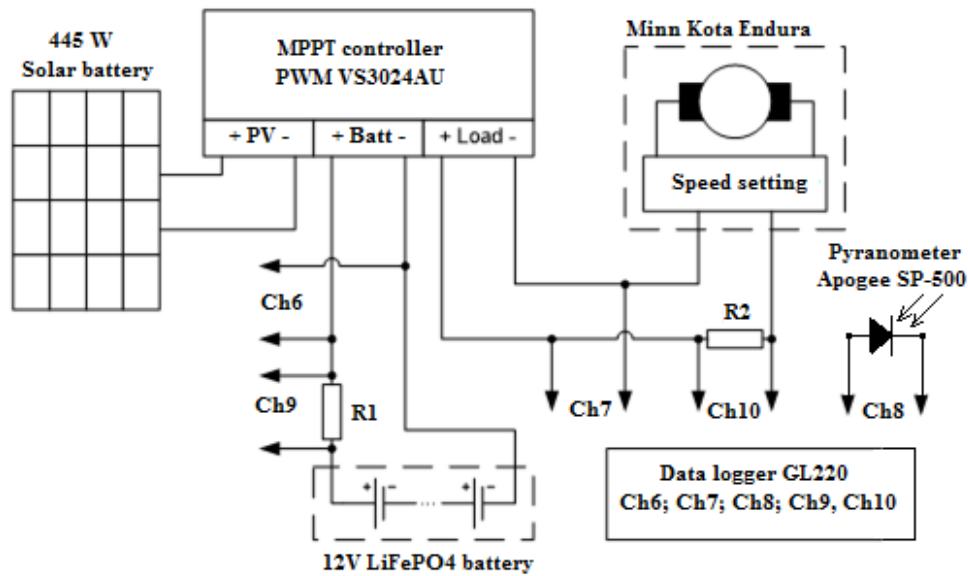 445 W
Solar battery
MPPT controller
PWM VS3024AU
+ PV -
+ Batt -
+ Load -
Minn Kota Endura
Speed setting
Pyranometer
Apogee SP-500
Ch6
Ch9
R1
R2
Ch7
Ch10
Ch8
+ - ... + -
12V LiFePO4 battery
Data logger GL220
Ch6; Ch7; Ch8; Ch9, Ch10